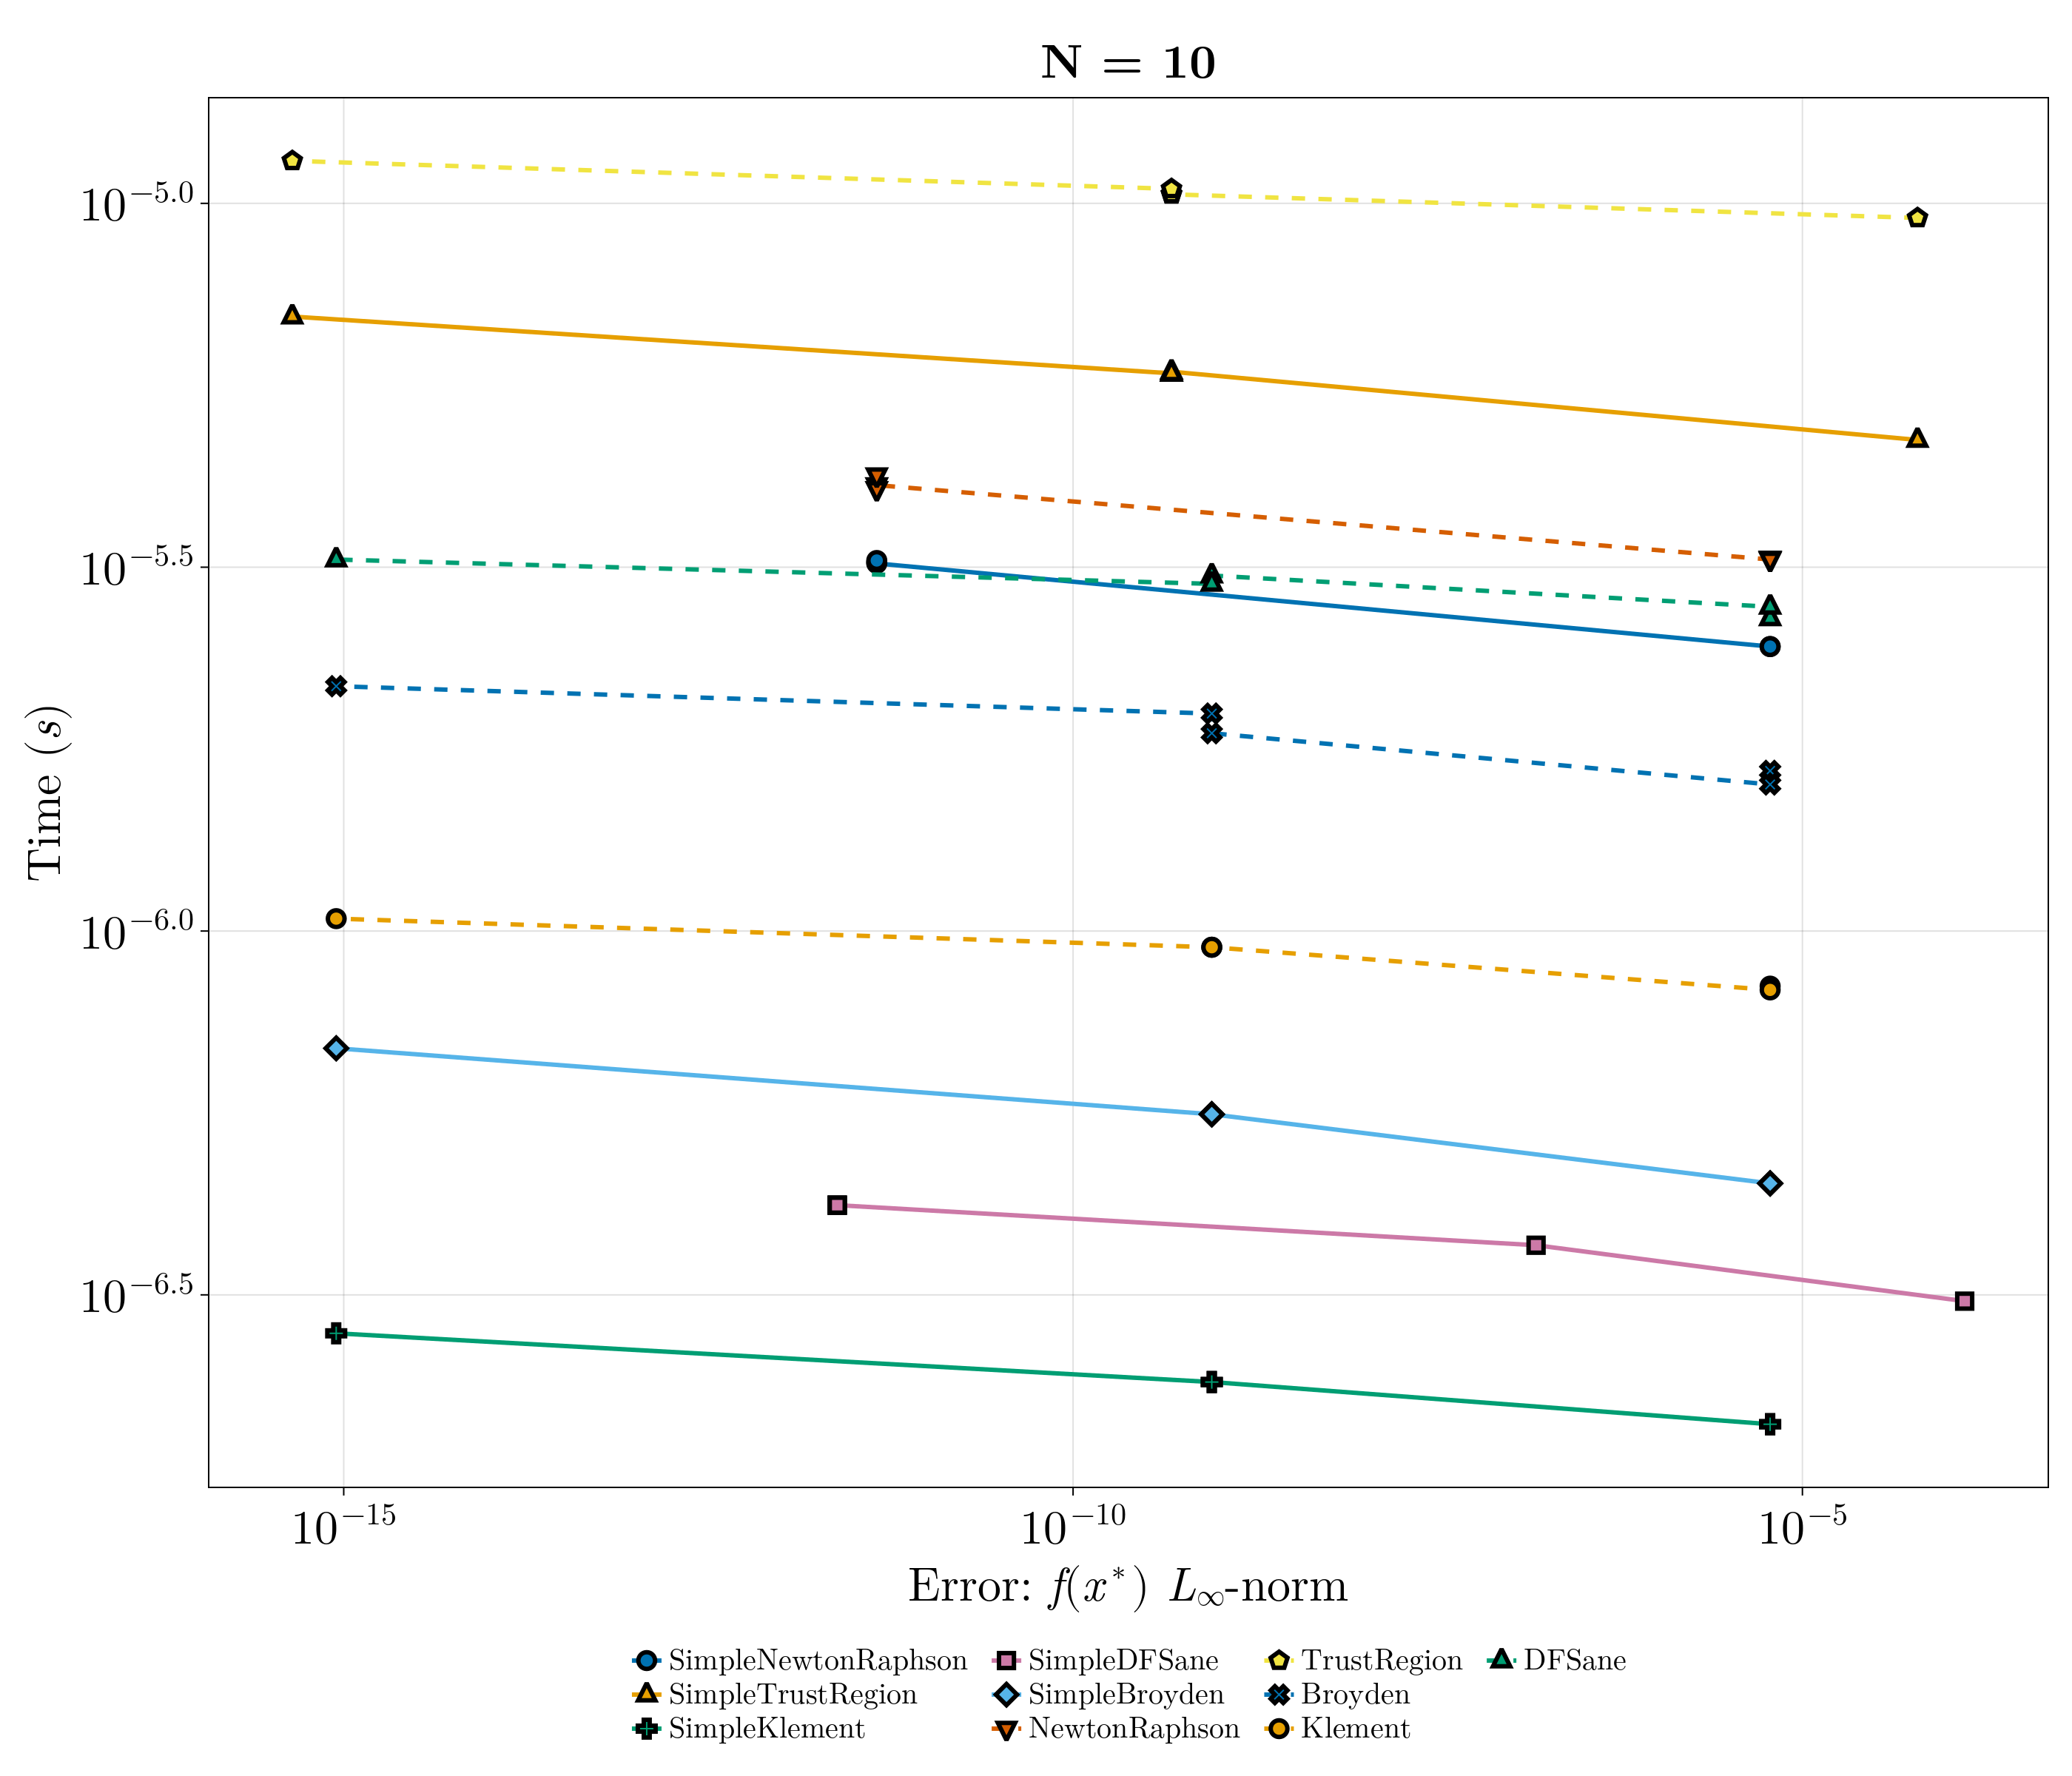 N = 10
10^{−5.0}
10^{−5.5}
10^{−6.0}
10^{−6.5}
Time (s)
10^{−15} 10^{−10} 10^{−5}
Error: f(x*) L_∞-norm
SimpleNewtonRaphson SimpleDFSane TrustRegion DFSane
SimpleTrustRegion SimpleBroyden Broyden
SimpleKlement NewtonRaphson Klement